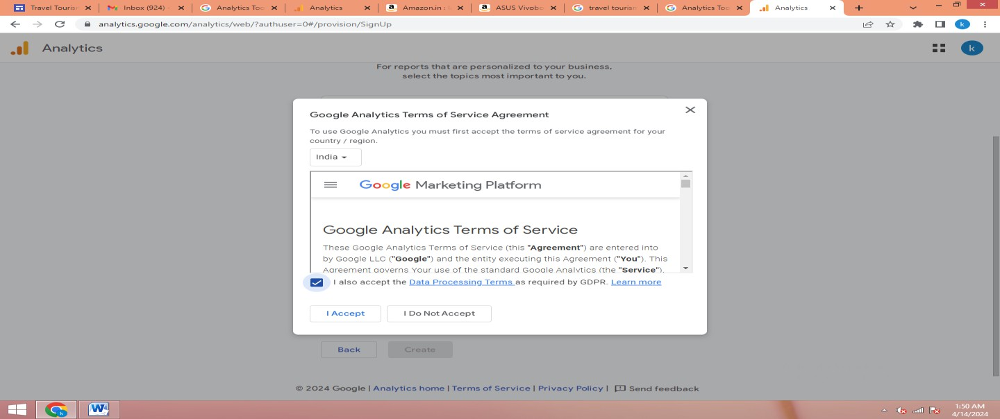 Travel Touris
Inbox (924) -
Analytics Too
Analytics
Amazon.in :
ASUS Vivobo
travel tourism
Analytics Too
Analytics
analytics.google.com/analytics/web/?authuser=0#/provision/SignUp
k
Analytics
k
For reports that are personalized to your business,
select the topics most important to you.
Google Analytics Terms of Service Agreement
To use Google Analytics you must first accept the terms of service agreement for your
country / region.
India
Google Marketing Platform
Google Analytics Terms of Service
These Google Analytics Terms of Service (this "Agreement") are entered into
by Google LLC ("Google") and the entity executing this Agreement ("You"). This
Agreement governs Your use of the standard Google Analytics (the "Service").
I also accept the Data Processing Terms as required by GDPR. Learn more
I Accept
I Do Not Accept
Back
Create
© 2024 Google | Analytics home | Terms of Service | Privacy Policy | Send feedback
1:50 AM
4/14/2024